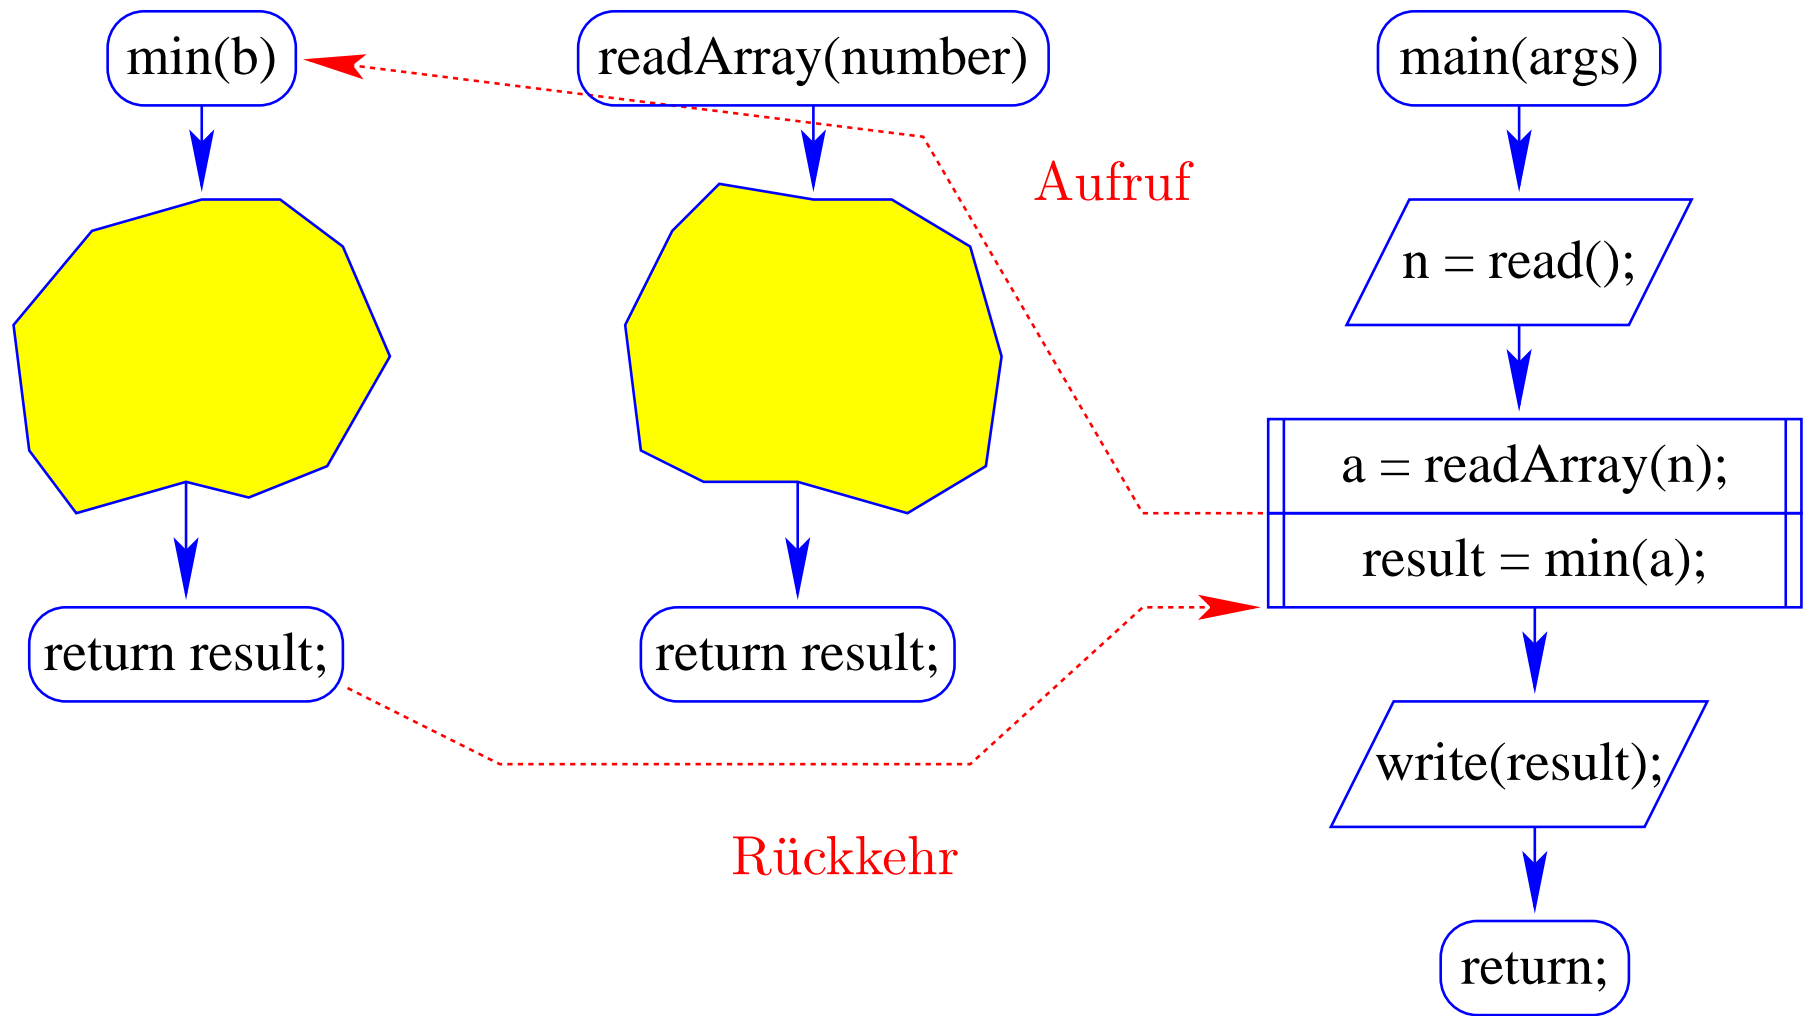 min(b)
readArray(number)
main(args)
Aufruf
n = read();
a = readArray(n);
result = min(a);
return result;
return result;
write(result);
Rückkehr
return;